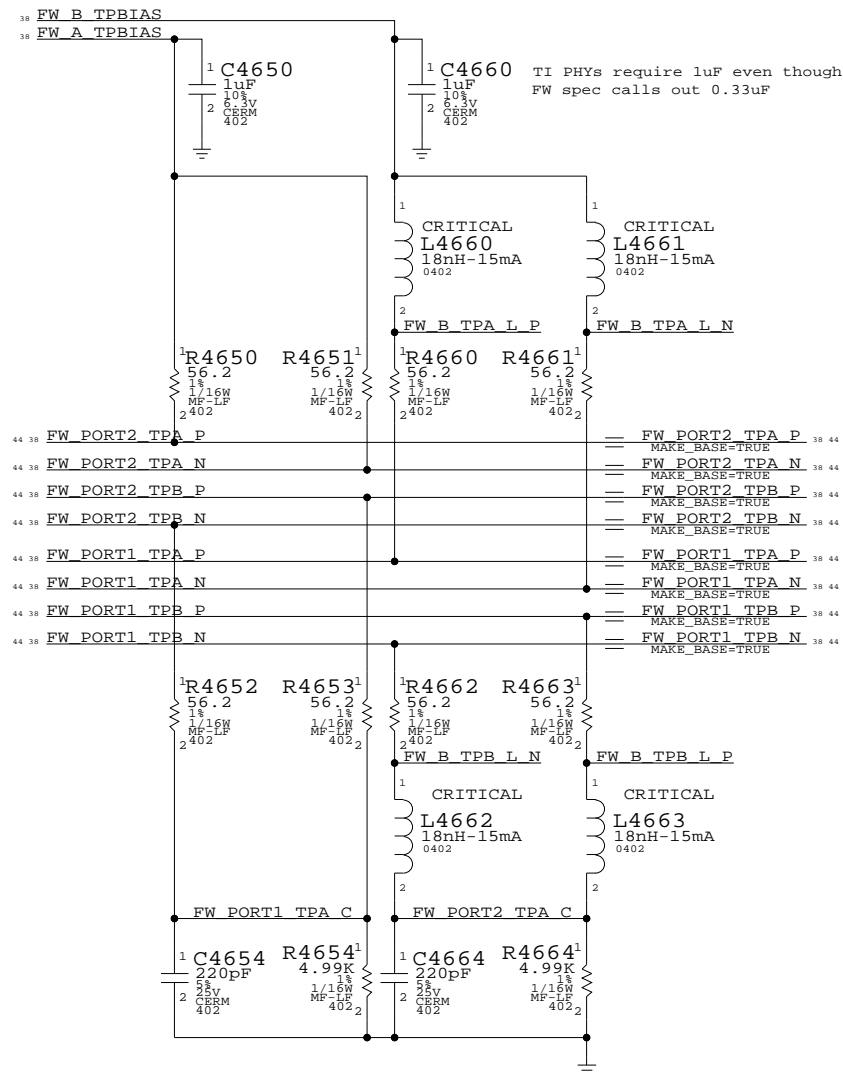 38 FW_B_TPBIAS
38 FW_A_TPBIAS
1 C4650
1uF
10%
6.3V
2 CERM
402
1 C4660
1uF
10%
6.3V
2 CERM
402
TI PHYs require 1uF even though
FW spec calls out 0.33uF
1
CRITICAL
L4660
18nH-15mA
0402
2
1
CRITICAL
L4661
18nH-15mA
0402
2
FW_B_TPA_L_P
FW_B_TPA_L_N
1 R4650
56.2
1%
1/16W
MF-LF
2 402
R4651 1
56.2
1%
1/16W
MF-LF
402 2
1 R4660
56.2
1%
1/16W
MF-LF
2 402
R4661 1
56.2
1%
1/16W
MF-LF
402 2
44 38 FW_PORT2_TPA_P FW_PORT2_TPA_P 38 44
MAKE_BASE=TRUE
44 38 FW_PORT2_TPA_N FW_PORT2_TPA_N 38 44
MAKE_BASE=TRUE
44 38 FW_PORT2_TPB_P FW_PORT2_TPB_P 38 44
MAKE_BASE=TRUE
44 38 FW_PORT2_TPB_N FW_PORT2_TPB_N 38 44
MAKE_BASE=TRUE
44 38 FW_PORT1_TPA_P FW_PORT1_TPA_P 38 44
MAKE_BASE=TRUE
44 38 FW_PORT1_TPA_N FW_PORT1_TPA_N 38 44
MAKE_BASE=TRUE
44 38 FW_PORT1_TPB_P FW_PORT1_TPB_P 38 44
MAKE_BASE=TRUE
44 38 FW_PORT1_TPB_N FW_PORT1_TPB_N 38 44
MAKE_BASE=TRUE
1 R4652
56.2
1%
1/16W
MF-LF
2 402
R4653 1
56.2
1%
1/16W
MF-LF
402 2
1 R4662
56.2
1%
1/16W
MF-LF
2 402
R4663 1
56.2
1%
1/16W
MF-LF
402 2
FW_B_TPB_L_N
FW_B_TPB_L_P
1
CRITICAL
L4662
18nH-15mA
0402
2
1
CRITICAL
L4663
18nH-15mA
0402
2
FW_PORT1_TPA_C
FW_PORT2_TPA_C
1 C4654
220pF
5%
25V
2 CERM
402
R4654 1
4.99K
1%
1/16W
MF-LF
402 2
1 C4664
220pF
5%
25V
2 CERM
402
R4664 1
4.99K
1%
1/16W
MF-LF
402 2